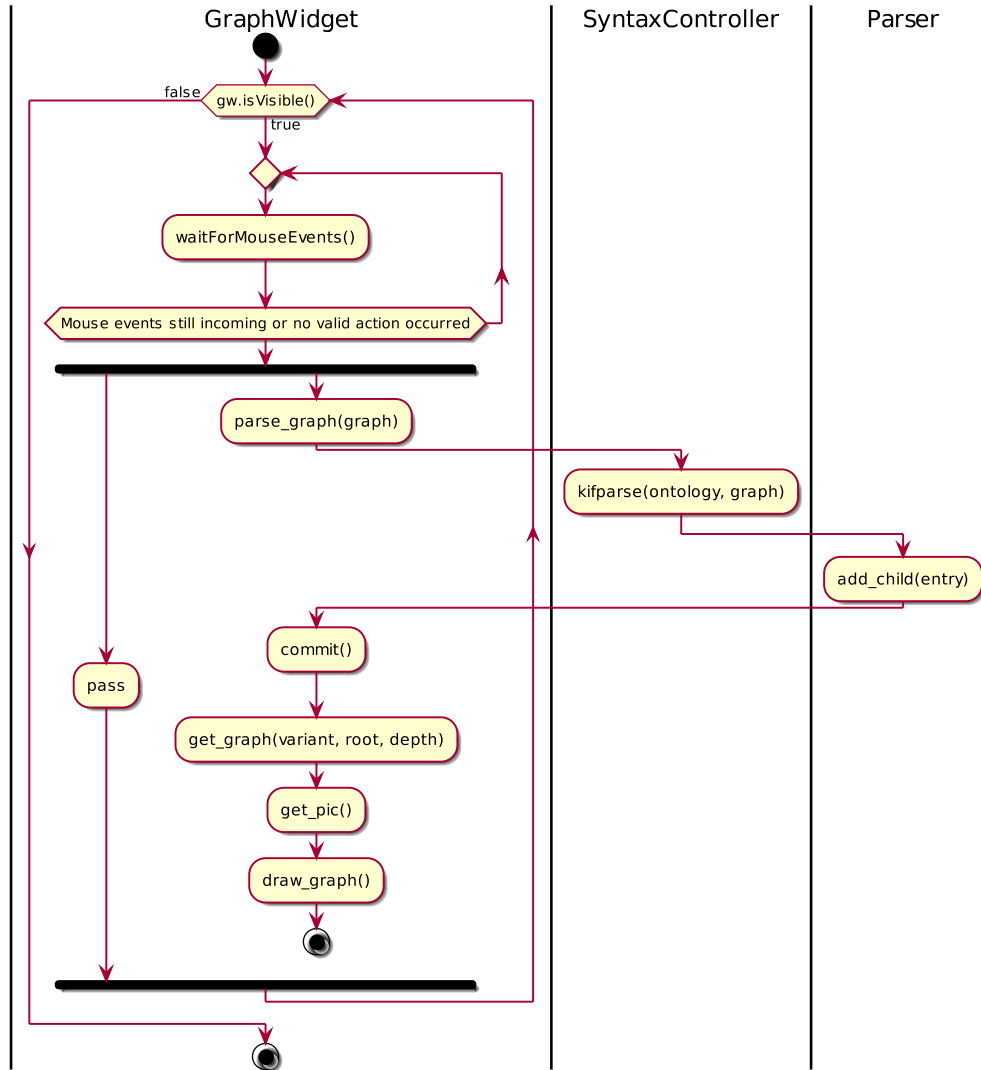 GraphWidget
SyntaxController
Parser
false
gw.isVisible()
true
waitForMouseEvents()
Mouse events still incoming or no valid action occurred
parse_graph(graph)
kifparse(ontology, graph)
add_child(entry)
commit()
pass
get_graph(variant, root, depth)
get_pic()
draw_graph()